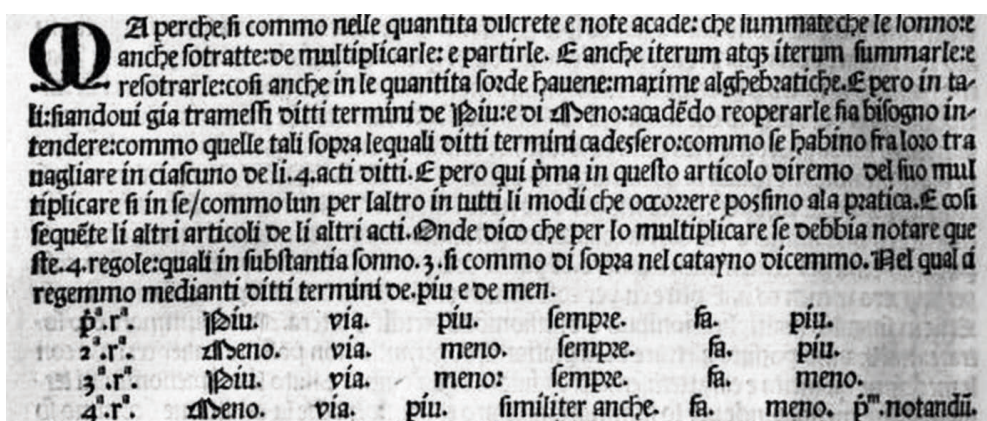 MA perche, si commo nelle quantita discrete e note acade: che summate che le sonno:e
anche sotratte:de multiplicarle: e partirle. E anche iterum atqꝫ iterum summarle:e
resotrarle:cosi anche in le quantita sorde hauene:maxime alghebratiche.E pero in ta-
li:siandoui gia tramessi ditti termini de Piu:e di Meno:acadēdo reoperarle fia bisogno in-
tendere:commo quelle tali sopra lequali ditti termini cadessero:commo se habino fra loro tra
uagliare in ciascuno de li.4.acti ditti.E pero qui p̄ma in questo articolo diremo del suo mul
tiplicare si in se/commo lun per laltro in tutti li modi che occorrere possino ala pratica.E cosi
sequēte li altri articoli de li altri acti.Onde dico che per lo multiplicare se debbia notare que
ste.4.regole:quali in substantia sonno.3.si commo di sopra nel catayno dicemmo.Nel qual ci
regemmo medianti ditti termini de.piu e de men.
p̄ᵃ.rᵃ. Piu. via. piu. sempre. fa. piu.
2ᵃ.rᵃ. Meno. via. meno. sempre. fa. piu.
3ᵃ.rᵃ. Piu. via. meno: sempre. fa. meno.
4ᵃ.rᵃ. Meno. via. piu. similiter anche. fa. meno. p̄ᵐ.notandū.